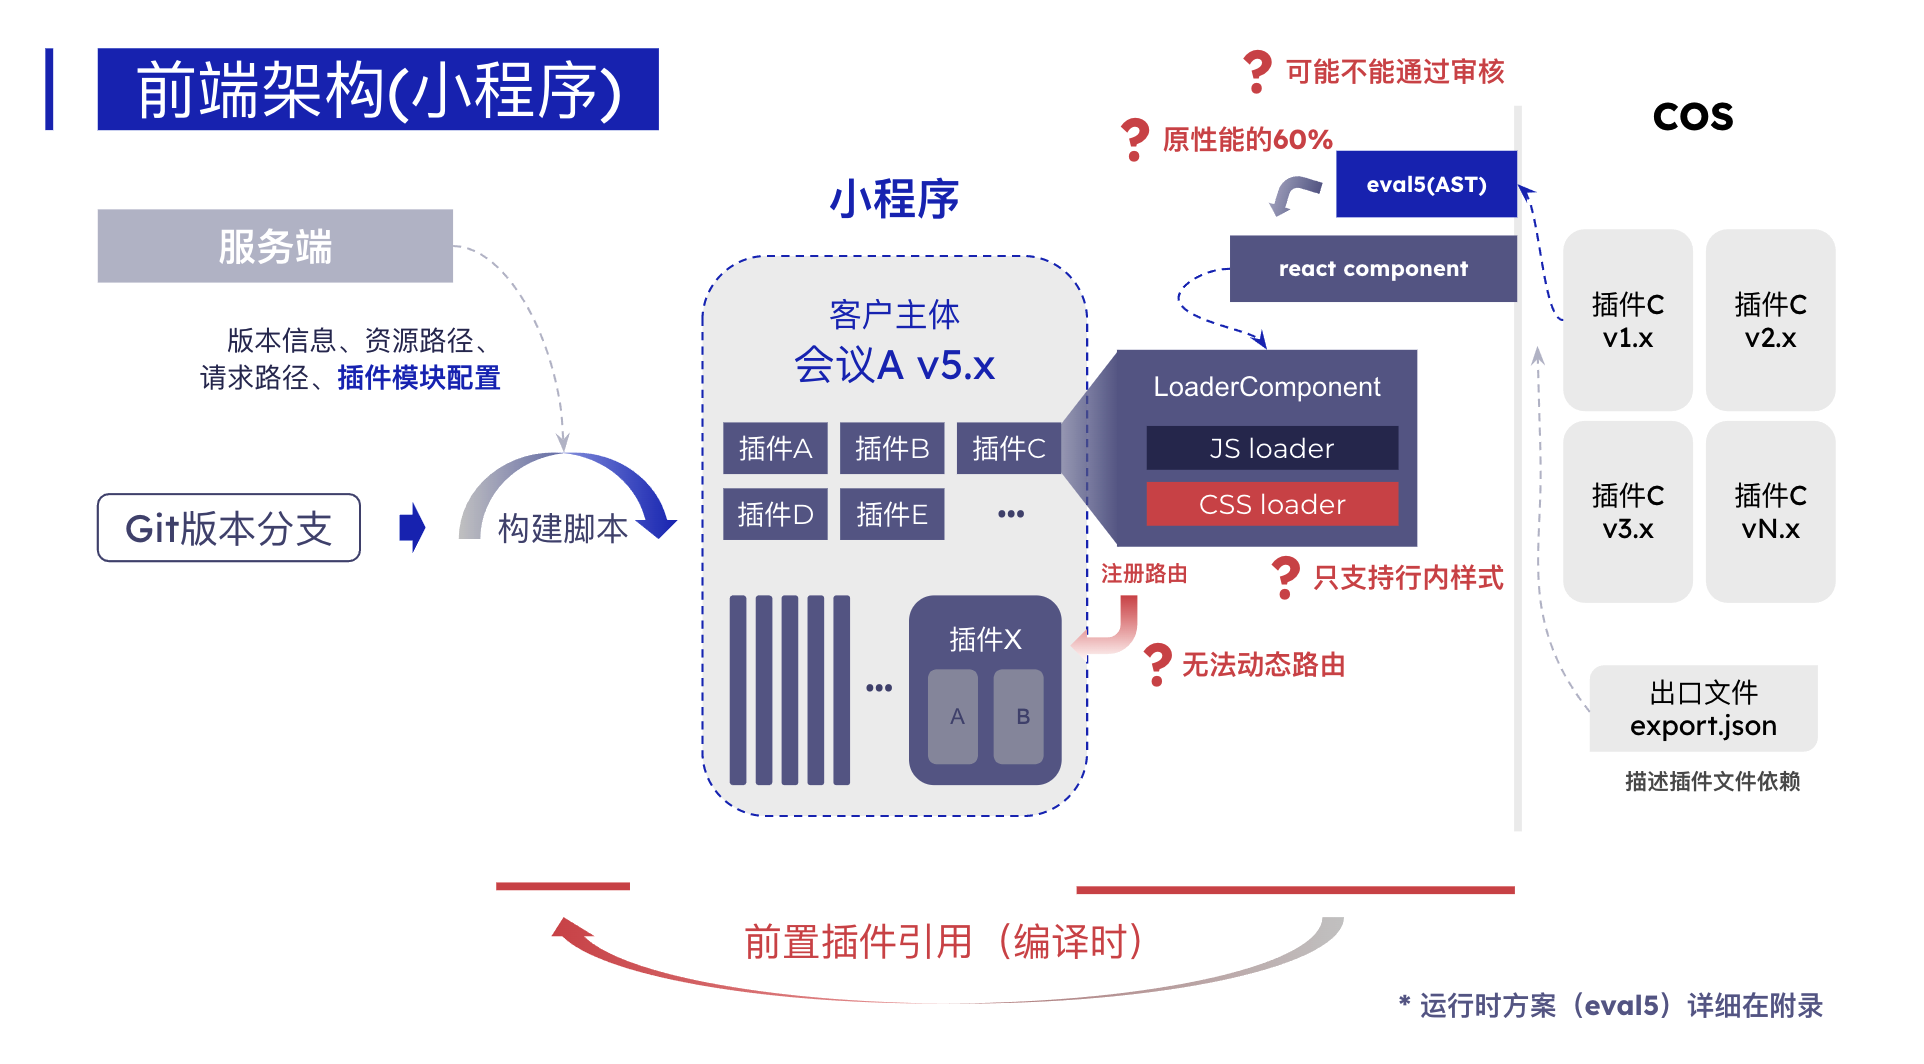 前端架构(小程序)
服务端
版本信息、资源路径、
请求路径、插件模块配置
Git版本分支
构建脚本
小程序
客户主体
会议A v5.x
插件A
插件B
插件C
插件D
插件E
•••
插件X
•••
A
B
可能不能通过审核
原性能的60%
eval5(AST)
react component
LoaderComponent
JS loader
CSS loader
注册路由
只支持行内样式
无法动态路由
COS
插件C
v1.x
插件C
v2.x
插件C
v3.x
插件C
vN.x
出口文件
export.json
描述插件文件依赖
前置插件引用（编译时）
* 运行时方案（eval5）详细在附录